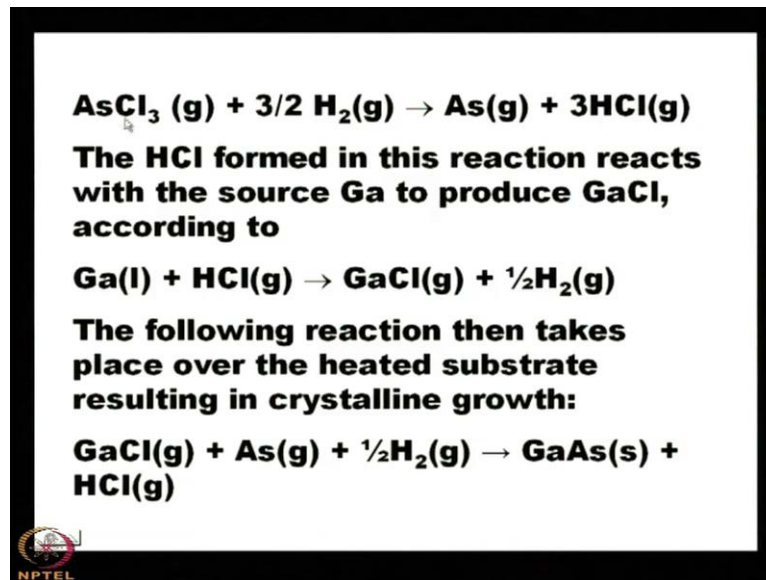 AsCl₃ (g) + 3/2 H₂(g) → As(g) + 3HCl(g)
The HCl formed in this reaction reacts
with the source Ga to produce GaCl,
according to
Ga(l) + HCl(g) → GaCl(g) + ½H₂(g)
The following reaction then takes
place over the heated substrate
resulting in crystalline growth:
GaCl(g) + As(g) + ½H₂(g) → GaAs(s) +
HCl(g)
NPTEL